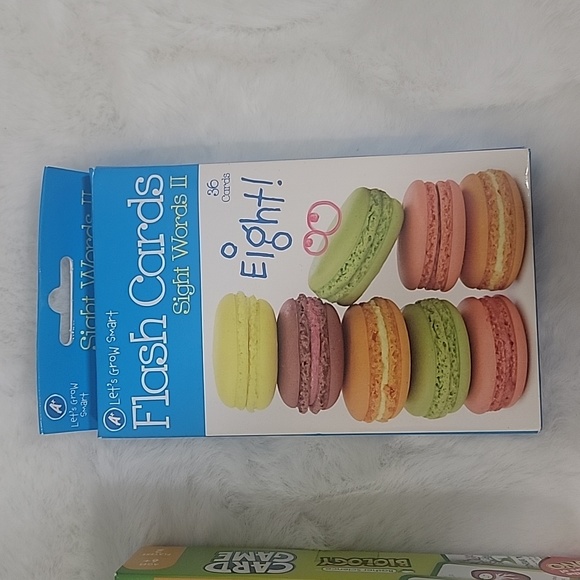 A+ Let's Grow Smart
Flash Cards
Sight Words II
36
Cards
Eight!
Sight Words II
A+
Let's Grow
Smart
CARD
GAME
BIOLOGY